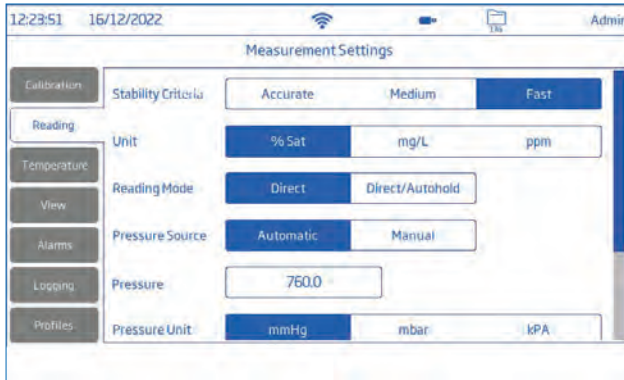 12:23:51 16/12/2022 Admin
Measurement Settings
Calibration
Reading
Temperature
View
Alarms
Logging
Profiles
Stability Criteria Accurate Medium Fast
Unit % Sat mg/L ppm
Reading Mode Direct Direct/Autohold
Pressure Source Automatic Manual
Pressure 760.0
Pressure Unit mmHg mbar kPA